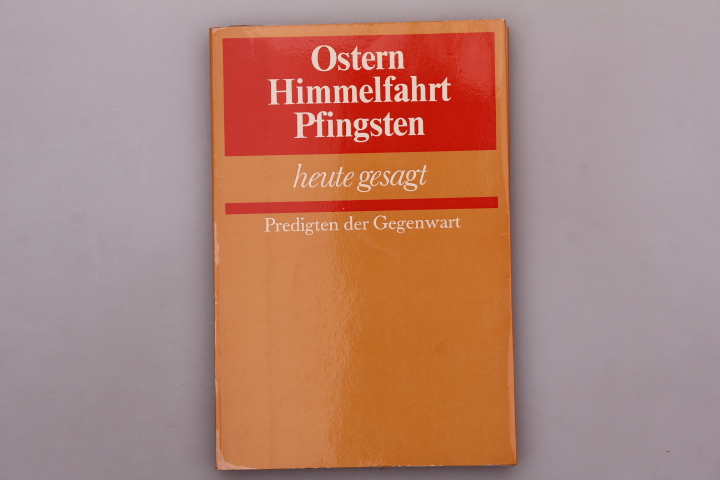 Ostern
Himmelfahrt
Pfingsten
heute gesagt
Predigten der Gegenwart